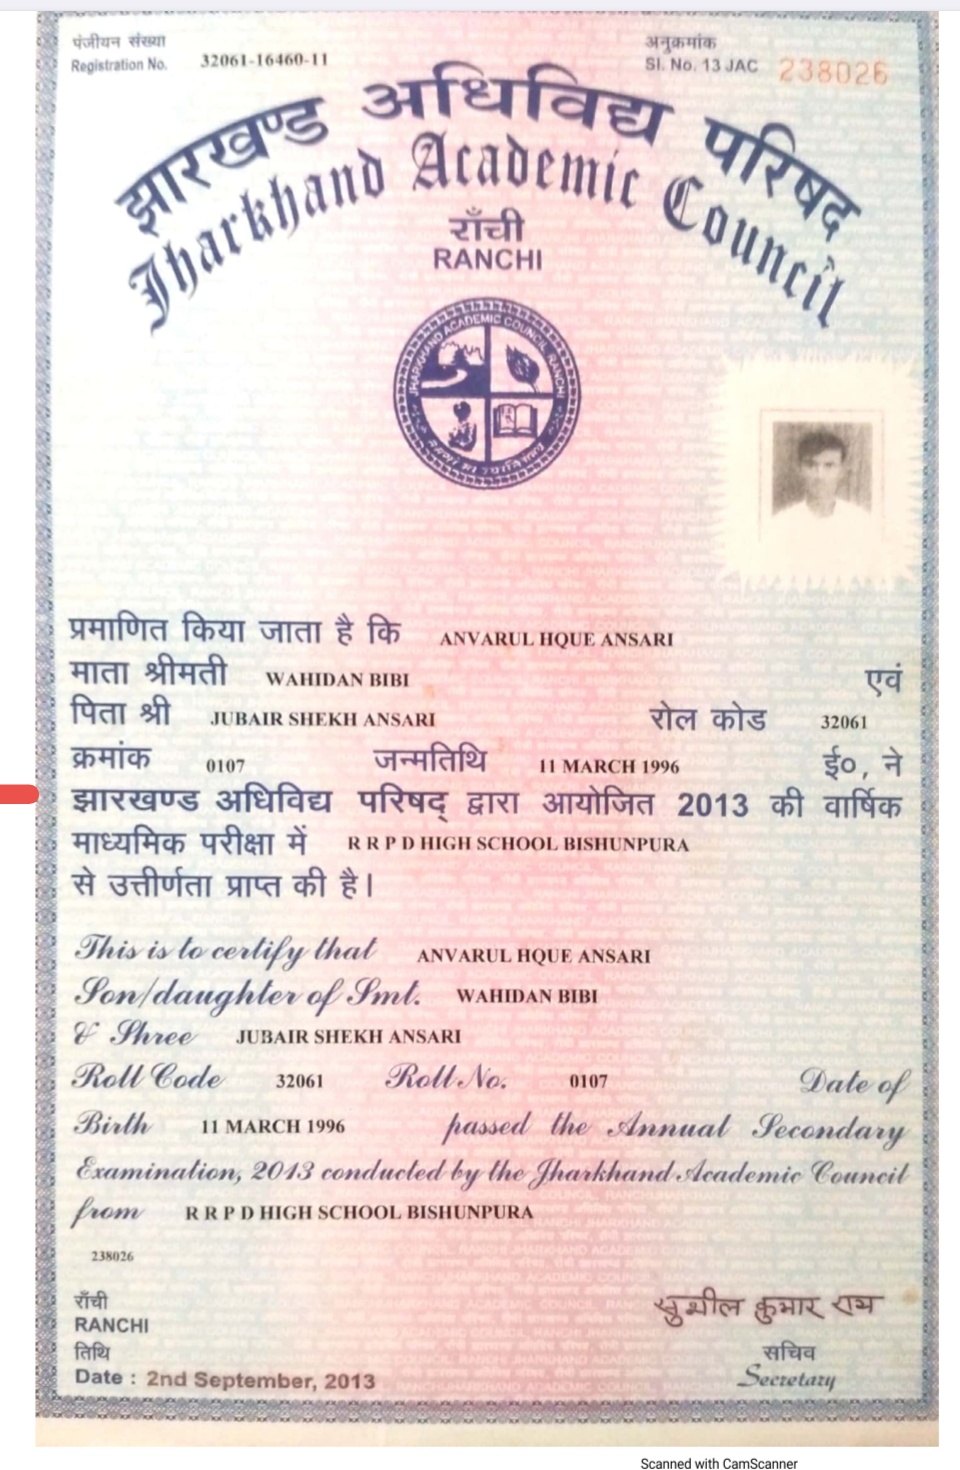 पंजीयन संख्या
Registration No. 32061-16460-11
अनुक्रमांक
Sl. No. 13 JAC 238026
झारखण्ड अधिविद्य परिषद
Jharkhand Academic Council
राँची
RANCHI
JHARKHAND ACADEMIC COUNCIL, RANCHI
प्रमाणित किया जाता है कि ANVARUL HQUE ANSARI
माता श्रीमती WAHIDAN BIBI एवं
पिता श्री JUBAIR SHEKH ANSARI रोल कोड 32061
क्रमांक 0107 जन्मतिथि 11 MARCH 1996 ई०, ने
झारखण्ड अधिविद्य परिषद् द्वारा आयोजित 2013 की वार्षिक
माध्यमिक परीक्षा में R R P D HIGH SCHOOL BISHUNPURA
से उत्तीर्णता प्राप्त की है।
This is to certify that ANVARUL HQUE ANSARI
Son/daughter of Smt. WAHIDAN BIBI
& Shree JUBAIR SHEKH ANSARI
Roll Code 32061 Roll No. 0107 Date of
Birth 11 MARCH 1996 passed the Annual Secondary
Examination, 2013 conducted by the Jharkhand Academic Council
from R R P D HIGH SCHOOL BISHUNPURA
238026
राँची
RANCHI
तिथि
Date : 2nd September, 2013
सुशील कुमार राय
सचिव
Secretary
Scanned with CamScanner